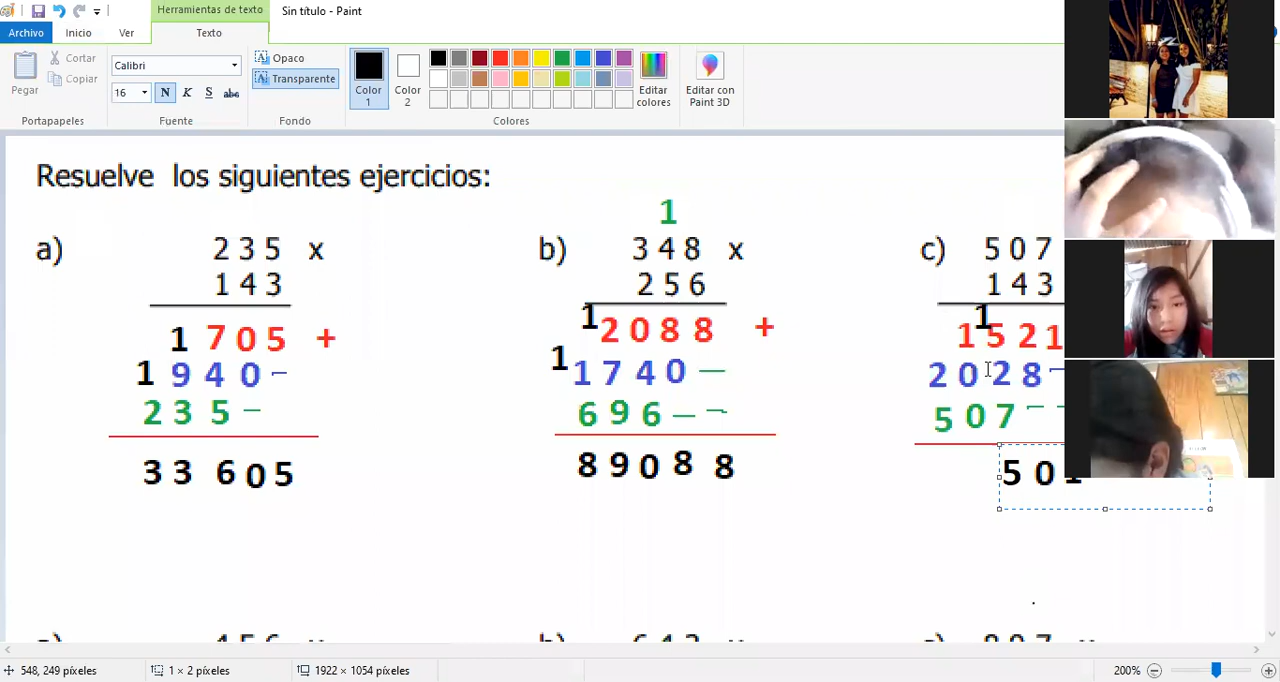 Herramientas de texto
Sin título - Paint
Archivo Inicio Ver Texto
Pegar
Cortar
Copiar
Portapapeles
Calibri
16 N K S abc
Fuente
Opaco
Transparente
Fondo
Color 1
Color 2
Editar colores
Colores
Editar con Paint 3D
Resuelve los siguientes ejercicios:
a) 235 x
143
1705 +
1940 –
235 –
33605
b) 1
348 x
256
1
2088 +
1
1740 –
696 – –
89088
c) 507
143
1
1521
2028 –
507 – –
501
548, 249 píxeles
1 × 2 píxeles
1922 × 1054 píxeles
200%